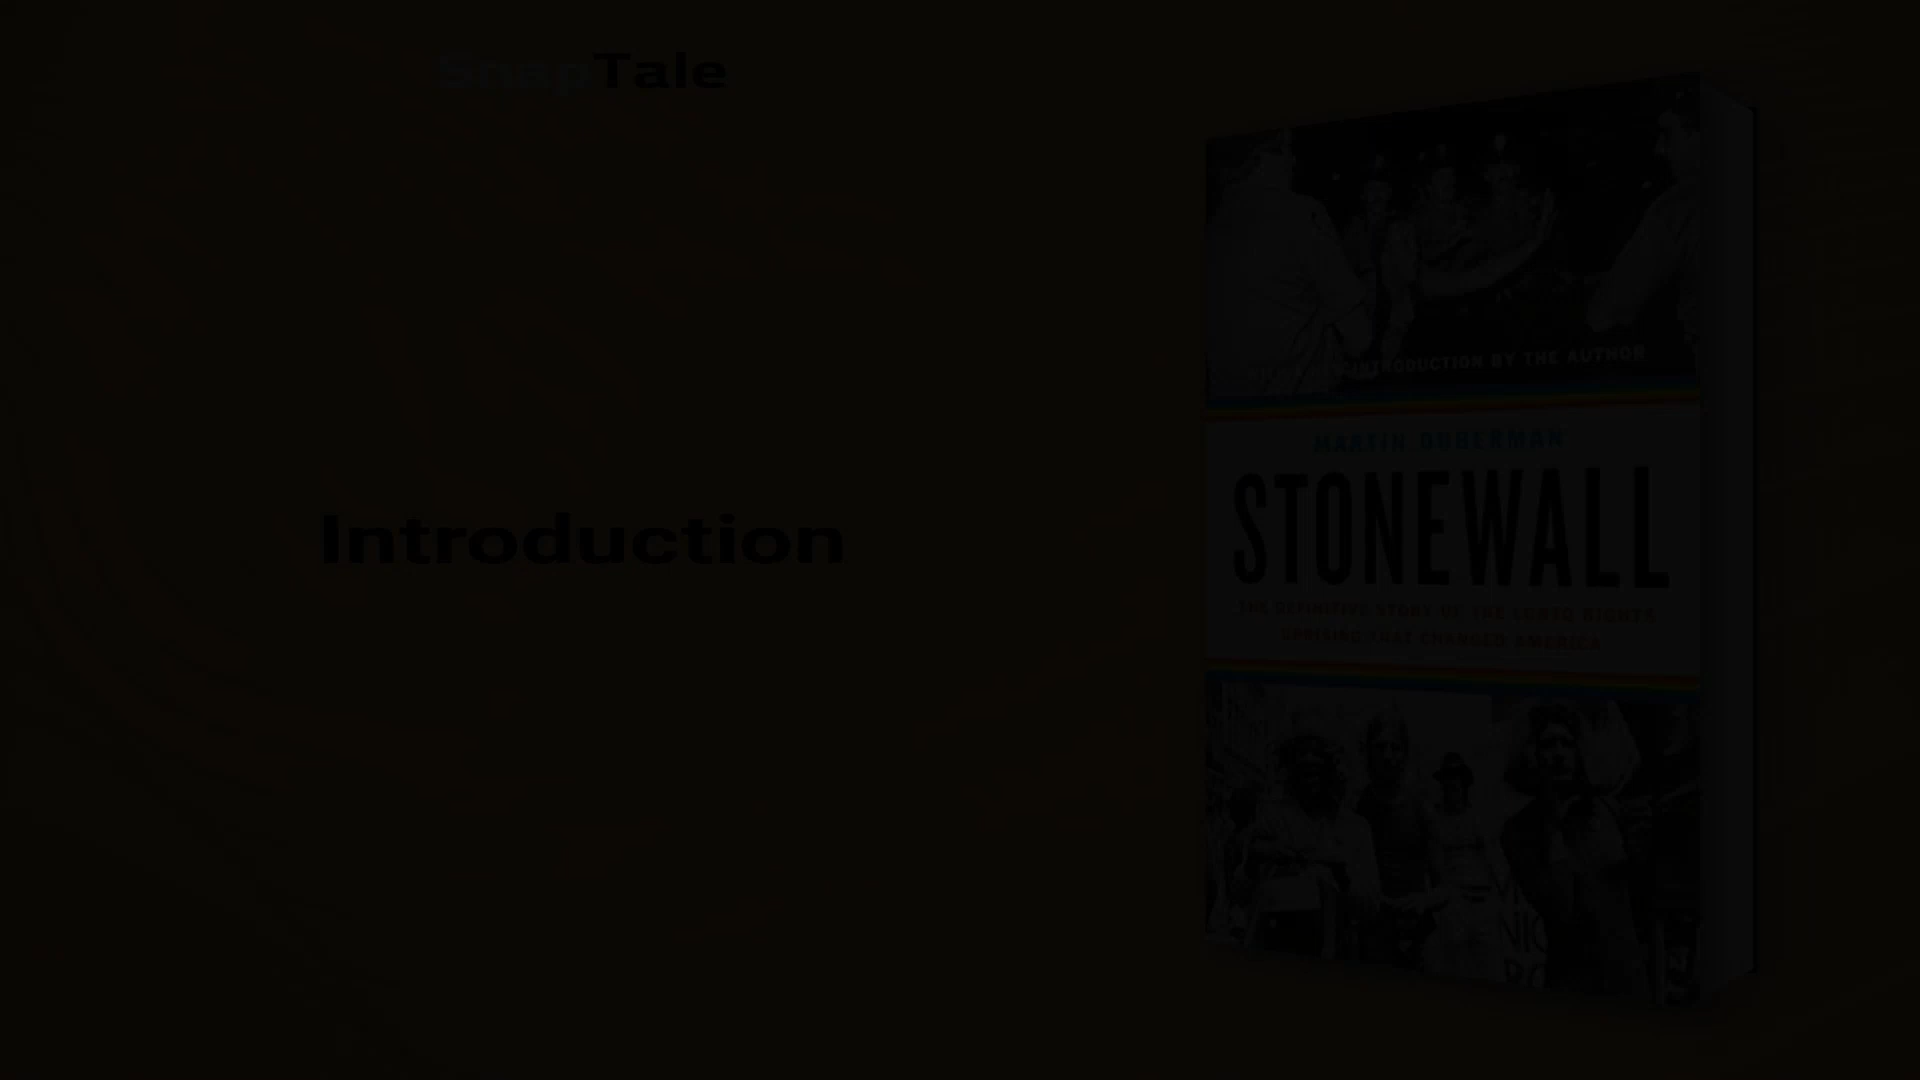 SnapTale
Introduction
INTRODUCTION BY THE AUTHOR
MARTIN DUBERMAN
STONEWALL
THE DEFINITIVE STORY OF THE LGBTQ RIGHTS
UPRISING THAT CHANGED AMERICA